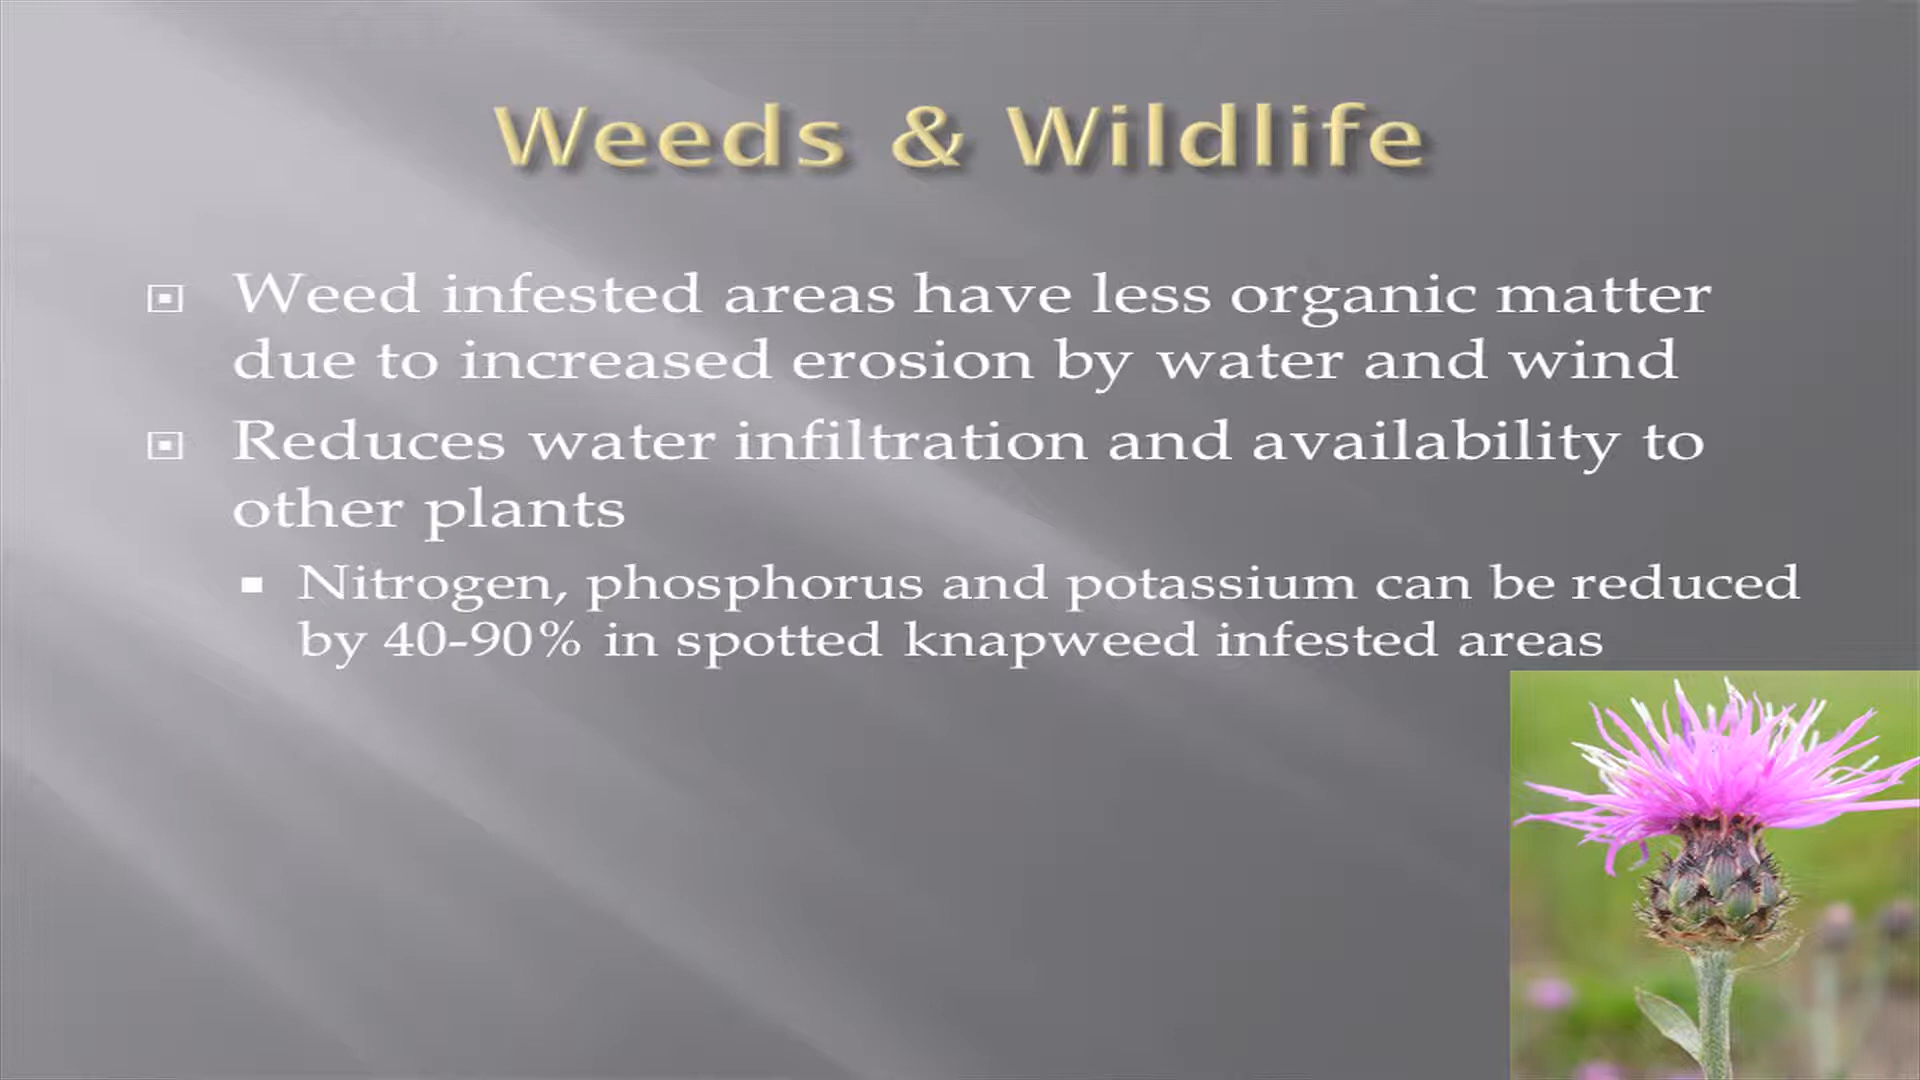 Weeds & Wildlife
Weed infested areas have less organic matter
due to increased erosion by water and wind
Reduces water infiltration and availability to
other plants
Nitrogen, phosphorus and potassium can be reduced
by 40-90% in spotted knapweed infested areas